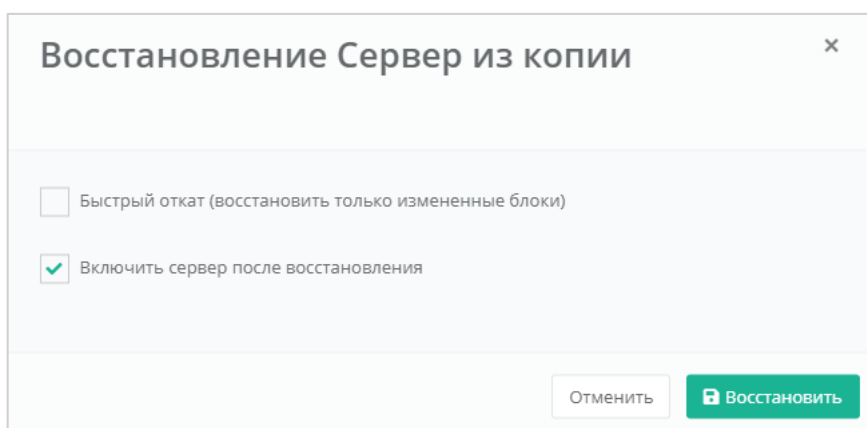 Восстановление Сервер из копии
Быстрый откат (восстановить только измененные блоки)
Включить сервер после восстановления
Отменить
Восстановить